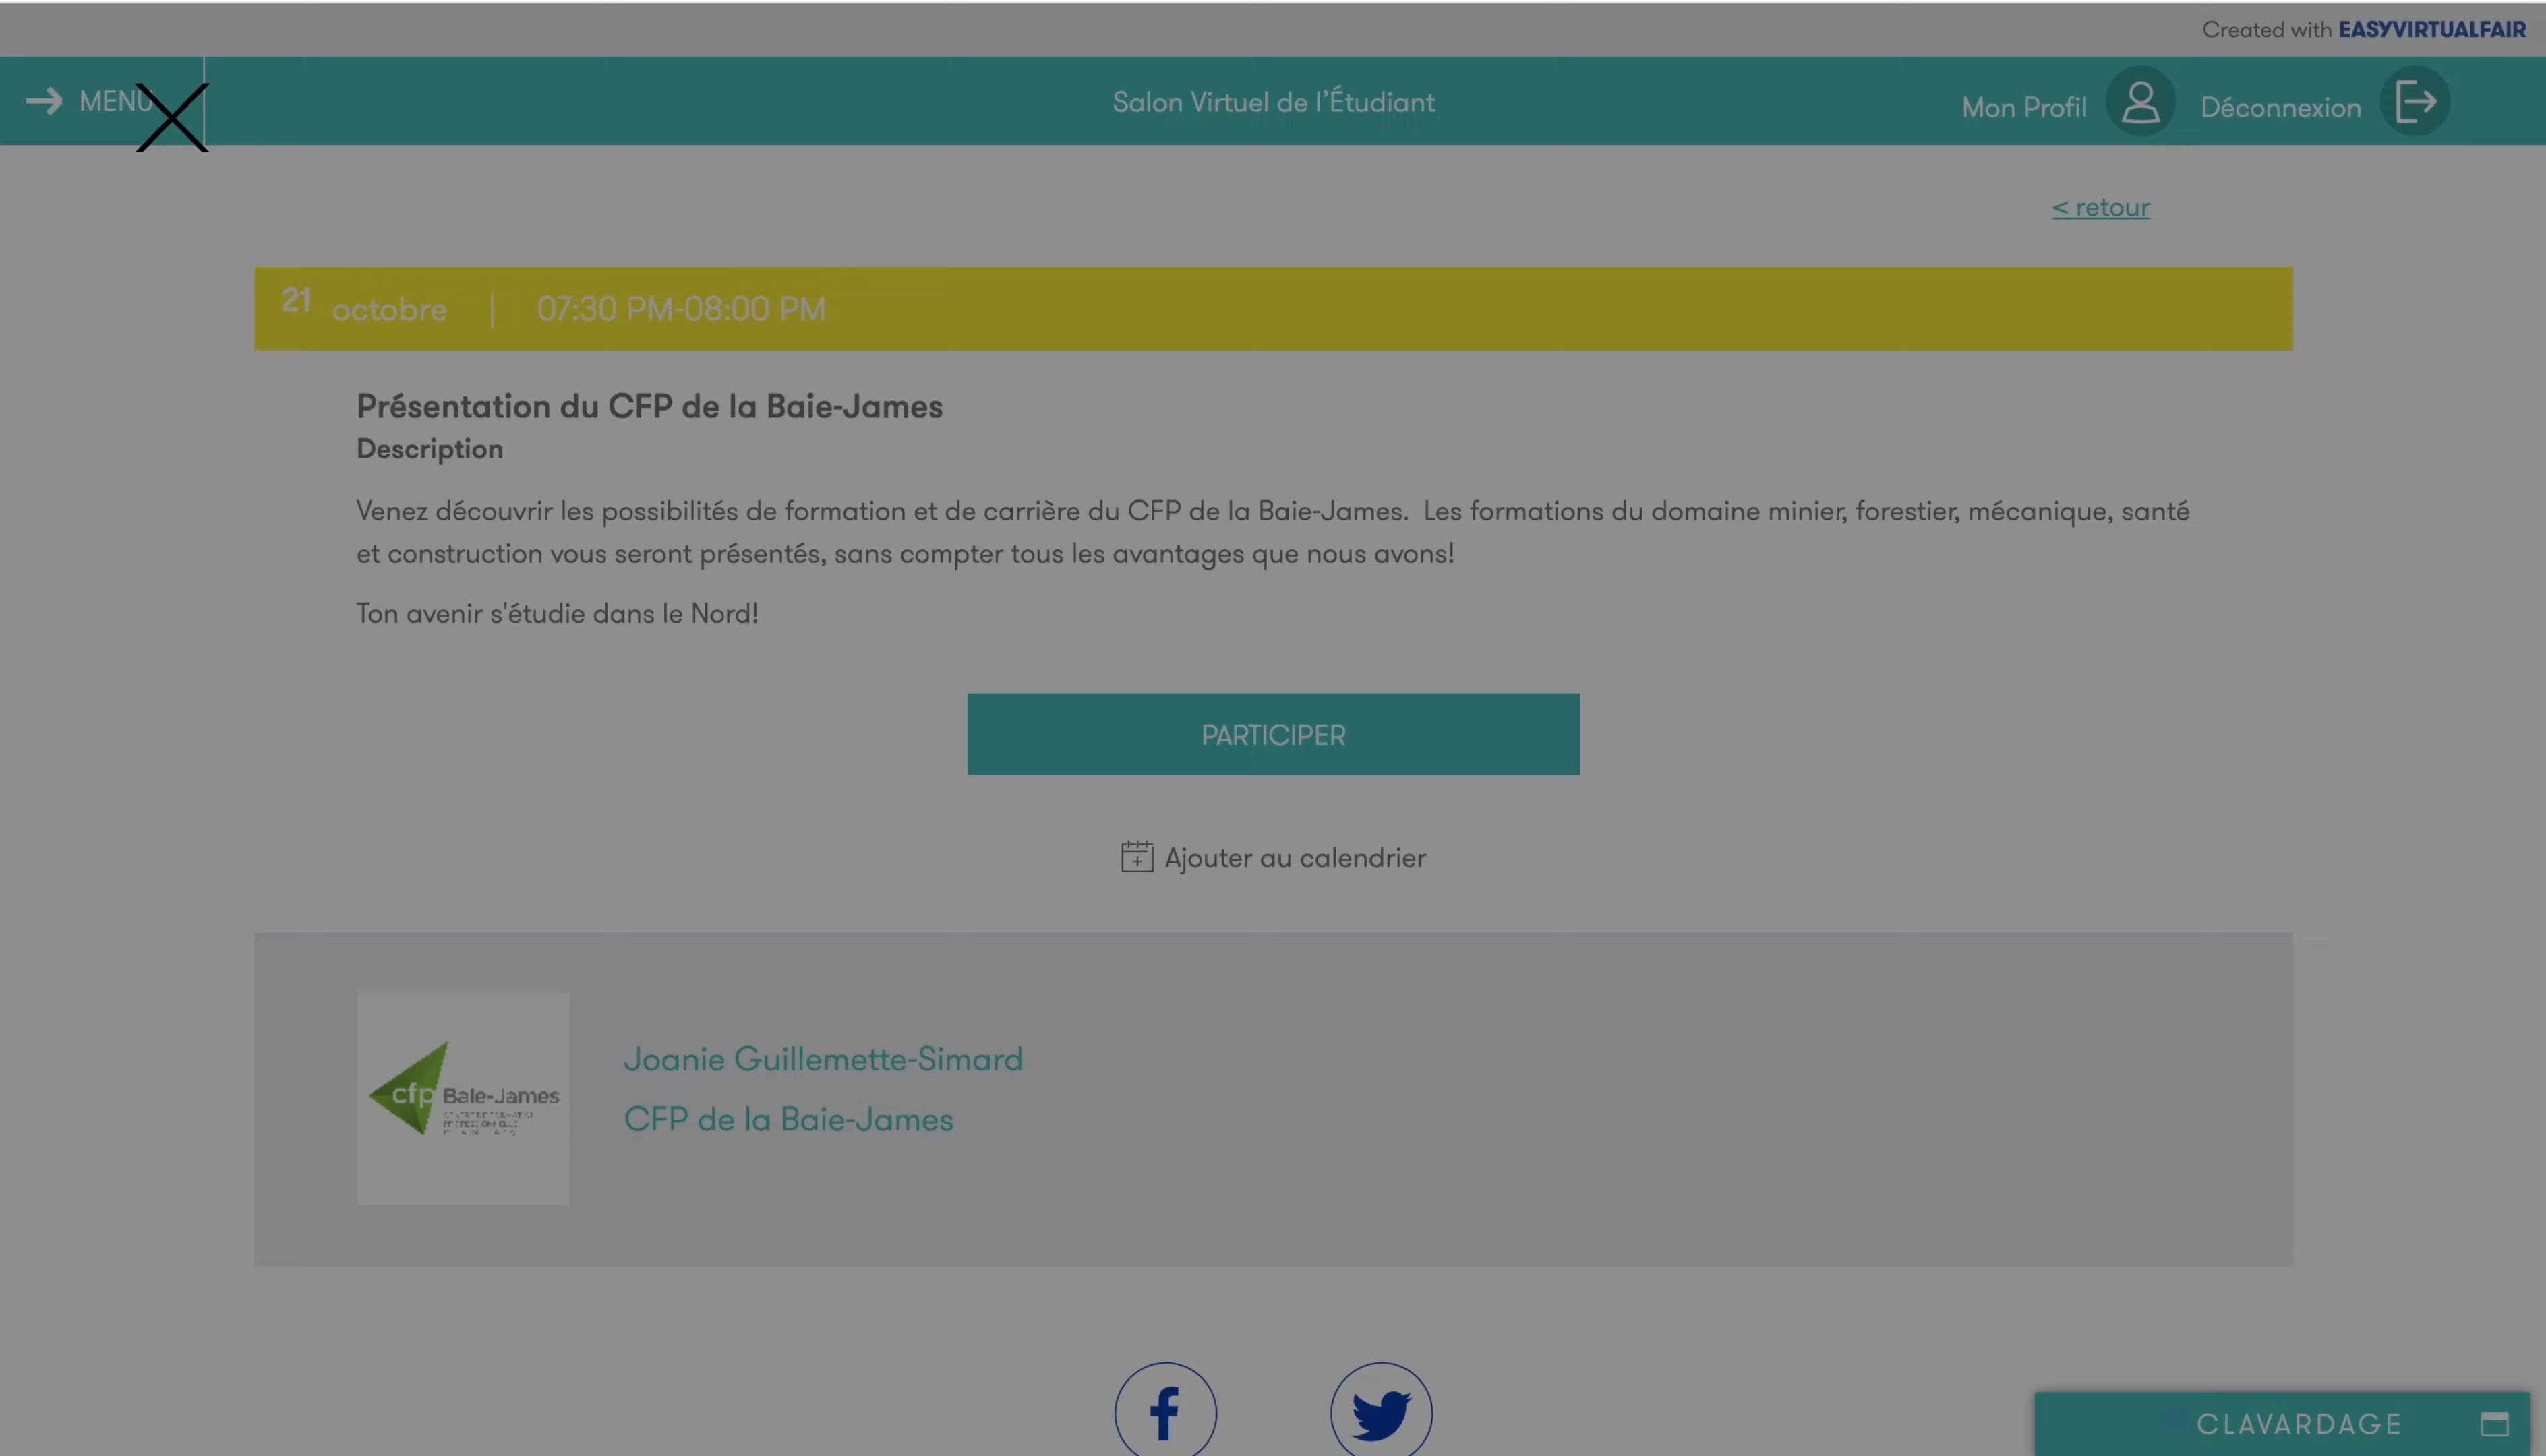 Created with EASYVIRTUALFAIR
MENU
Salon Virtuel de l'Étudiant
Mon Profil
Déconnexion
< retour
21 octobre | 07:30 PM-08:00 PM
Présentation du CFP de la Baie-James
Description
Venez découvrir les possibilités de formation et de carrière du CFP de la Baie-James. Les formations du domaine minier, forestier, mécanique, santé
et construction vous seront présentés, sans compter tous les avantages que nous avons!
Ton avenir s'étudie dans le Nord!
PARTICIPER
Ajouter au calendrier
cfp Baie-James
Joanie Guillemette-Simard
CFP de la Baie-James
CLAVARDAGE